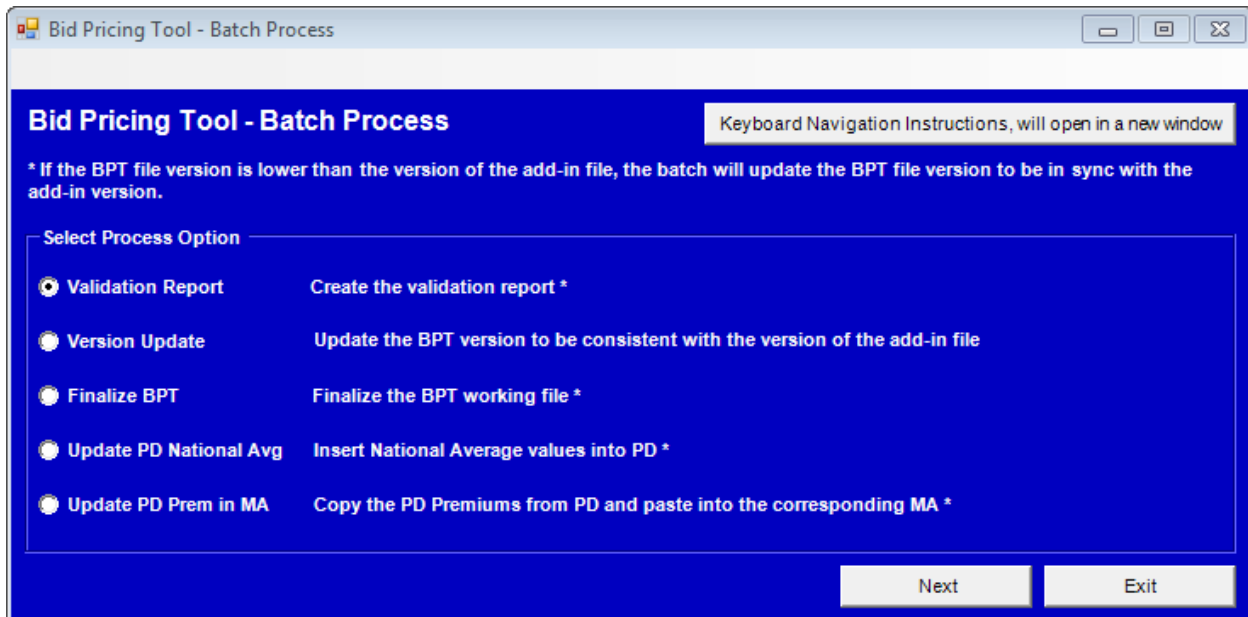 Bid Pricing Tool - Batch Process
Bid Pricing Tool - Batch Process
Keyboard Navigation Instructions, will open in a new window
* If the BPT file version is lower than the version of the add-in file, the batch will update the BPT file version to be in sync with the
add-in version.
Select Process Option
Validation Report Create the validation report *
Version Update Update the BPT version to be consistent with the version of the add-in file
Finalize BPT Finalize the BPT working file *
Update PD National Avg Insert National Average values into PD *
Update PD Prem in MA Copy the PD Premiums from PD and paste into the corresponding MA *
Next Exit